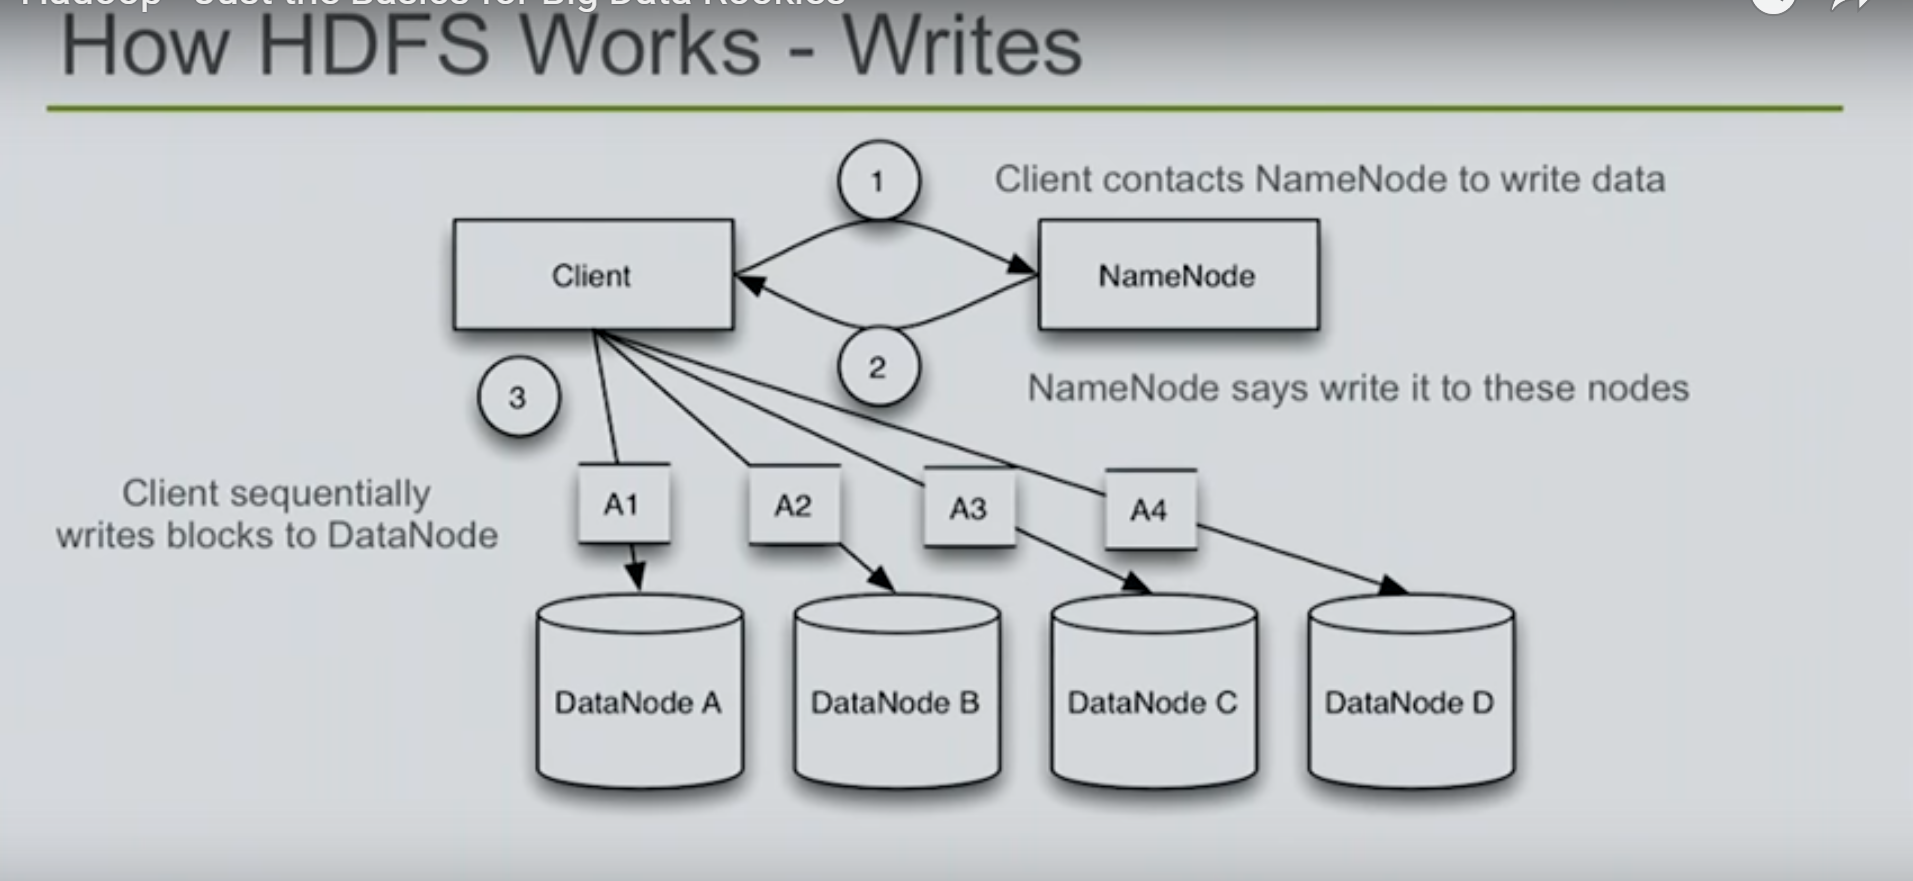 Hadoop - Just the Basics for Big Data Rookies
How HDFS Works - Writes
1
Client contacts NameNode to write data
Client
NameNode
2
NameNode says write it to these nodes
3
Client sequentially
writes blocks to DataNode
A1
A2
A3
A4
DataNode A
DataNode B
DataNode C
DataNode D